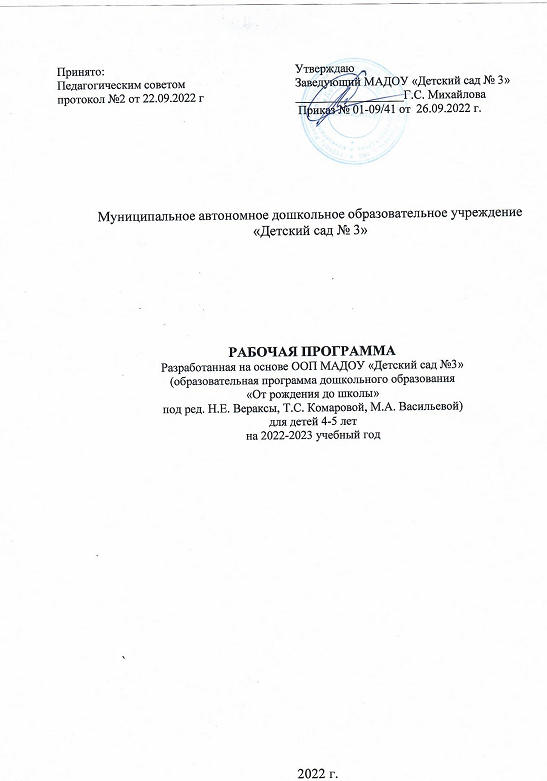 Принято:
Педагогическим советом
протокол №2 от 22.09.2022 г
Утверждаю
Заведующий МАДОУ «Детский сад № 3»
__________________Г.С. Михайлова
Приказ № 01-09/41 от 26.09.2022 г.
Муниципальное автономное дошкольное образовательное учреждение
«Детский сад № 3»
РАБОЧАЯ ПРОГРАММА
Разработанная на основе ООП МАДОУ «Детский сад №3»
(образовательная программа дошкольного образования
«От рождения до школы»
под ред. Н.Е. Вераксы, Т.С. Комаровой, М.А. Васильевой)
для детей 4-5 лет
на 2022-2023 учебный год
2022 г.